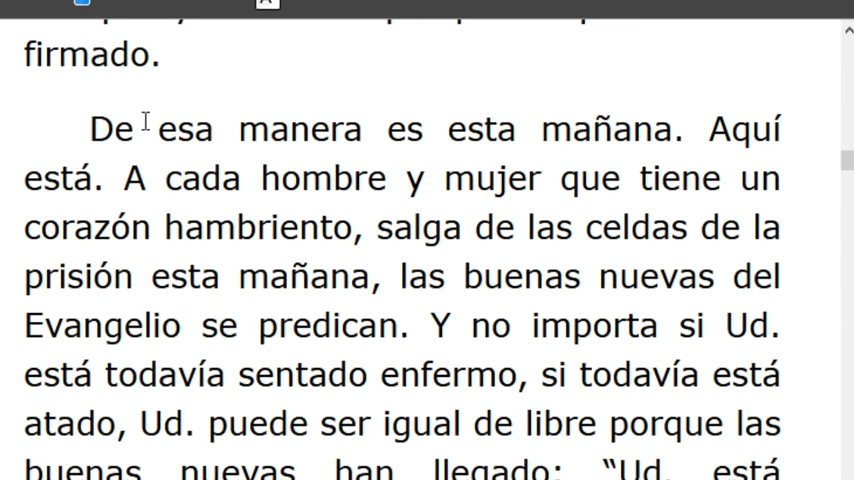 firmado.
De esa manera es esta mañana. Aquí
está. A cada hombre y mujer que tiene un
corazón hambriento, salga de las celdas de la
prisión esta mañana, las buenas nuevas del
Evangelio se predican. Y no importa si Ud.
está todavía sentado enfermo, si todavía está
atado, Ud. puede ser igual de libre porque las
buenas nuevas han llegado: “Ud. está